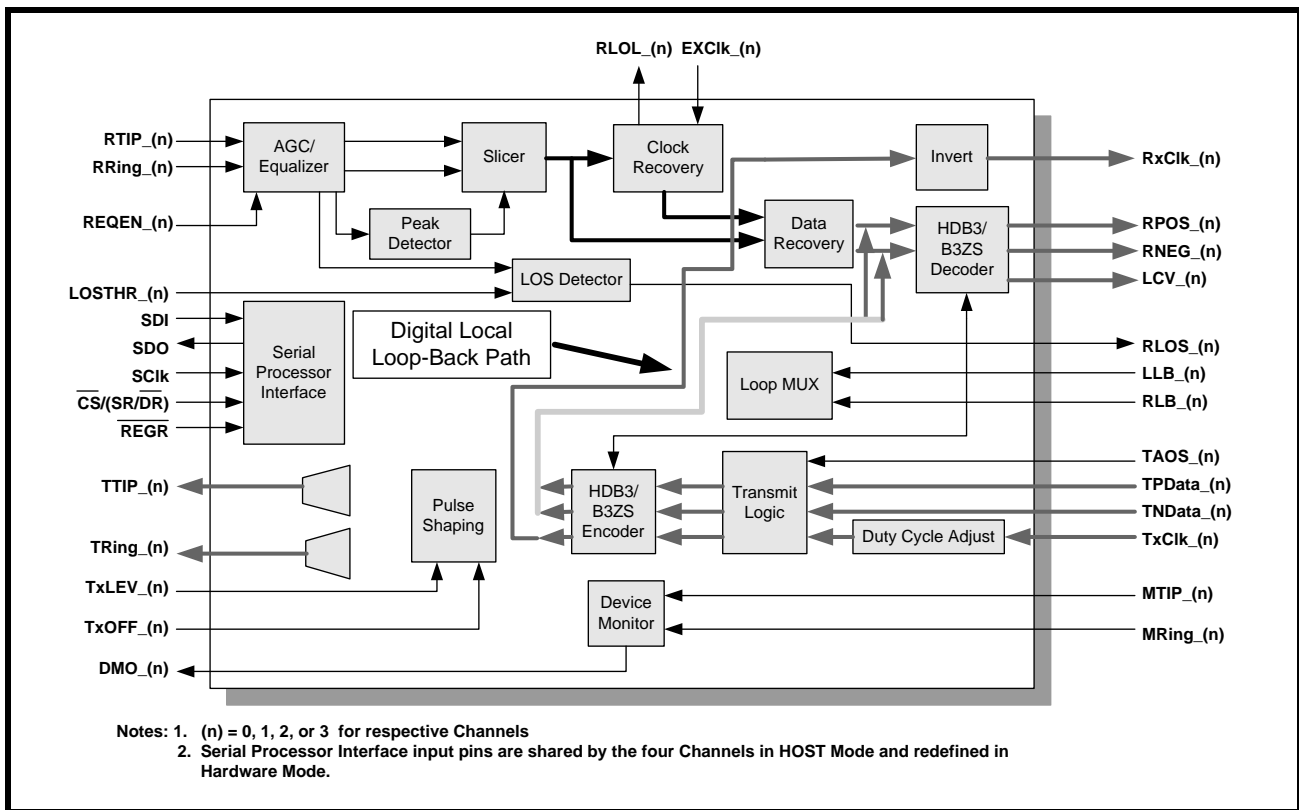 RLOL_(n) EXClk_(n)
RTIP_(n)
RRing_(n)
REQEN_(n)
LOSTHR_(n)
SDI
SDO
SClk
CS/(SR/DR)
REGR
TTIP_(n)
TRing_(n)
TxLEV_(n)
TxOFF_(n)
DMO_(n)
AGC/
Equalizer
Slicer
Clock
Recovery
Invert
Peak
Detector
Data
Recovery
HDB3/
B3ZS
Decoder
LOS Detector
Serial
Processor
Interface
Digital Local
Loop-Back Path
Loop MUX
Pulse
Shaping
HDB3/
B3ZS
Encoder
Transmit
Logic
Duty Cycle Adjust
Device
Monitor
RxClk_(n)
RPOS_(n)
RNEG_(n)
LCV_(n)
RLOS_(n)
LLB_(n)
RLB_(n)
TAOS_(n)
TPData_(n)
TNData_(n)
TxClk_(n)
MTIP_(n)
MRing_(n)
Notes: 1. (n) = 0, 1, 2, or 3 for respective Channels
2. Serial Processor Interface input pins are shared by the four Channels in HOST Mode and redefined in
Hardware Mode.